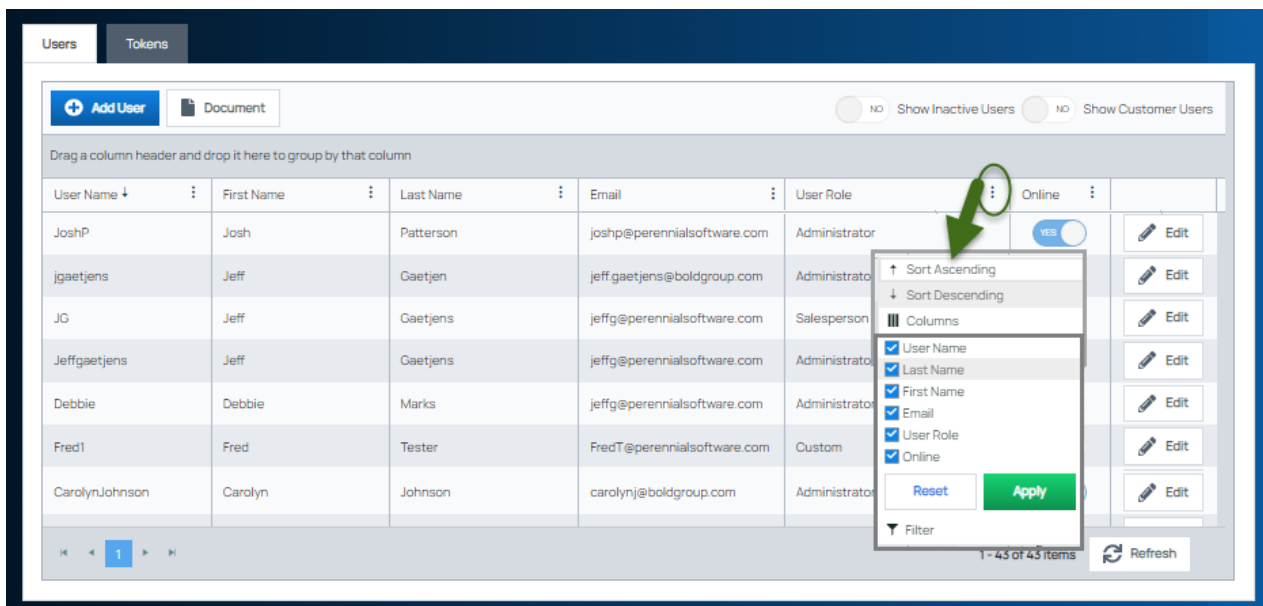 Users Tokens
Add User Document NO Show Inactive Users NO Show Customer Users
Drag a column header and drop it here to group by that column
User Name First Name Last Name Email User Role Online
JoshP Josh Patterson joshp@perennialsoftware.com Administrator YES Edit
jgaetjens Jeff Gaetjen jeff.gaetjens@boldgroup.com Administrato Edit
JG Jeff Gaetjens jeffg@perennialsoftware.com Salesperson Edit
Jeffgaetjens Jeff Gaetjens jeffg@perennialsoftware.com Administrato Edit
Debbie Debbie Marks jeffg@perennialsoftware.com Administrator Edit
Fred1 Fred Tester FredT@perennialsoftware.com Custom Edit
CarolynJohnson Carolyn Johnson carolynj@boldgroup.com Administrator Edit
Sort Ascending
Sort Descending
Columns
User Name
Last Name
First Name
Email
User Role
Online
Reset Apply
Filter
1 1 - 43 of 43 items Refresh